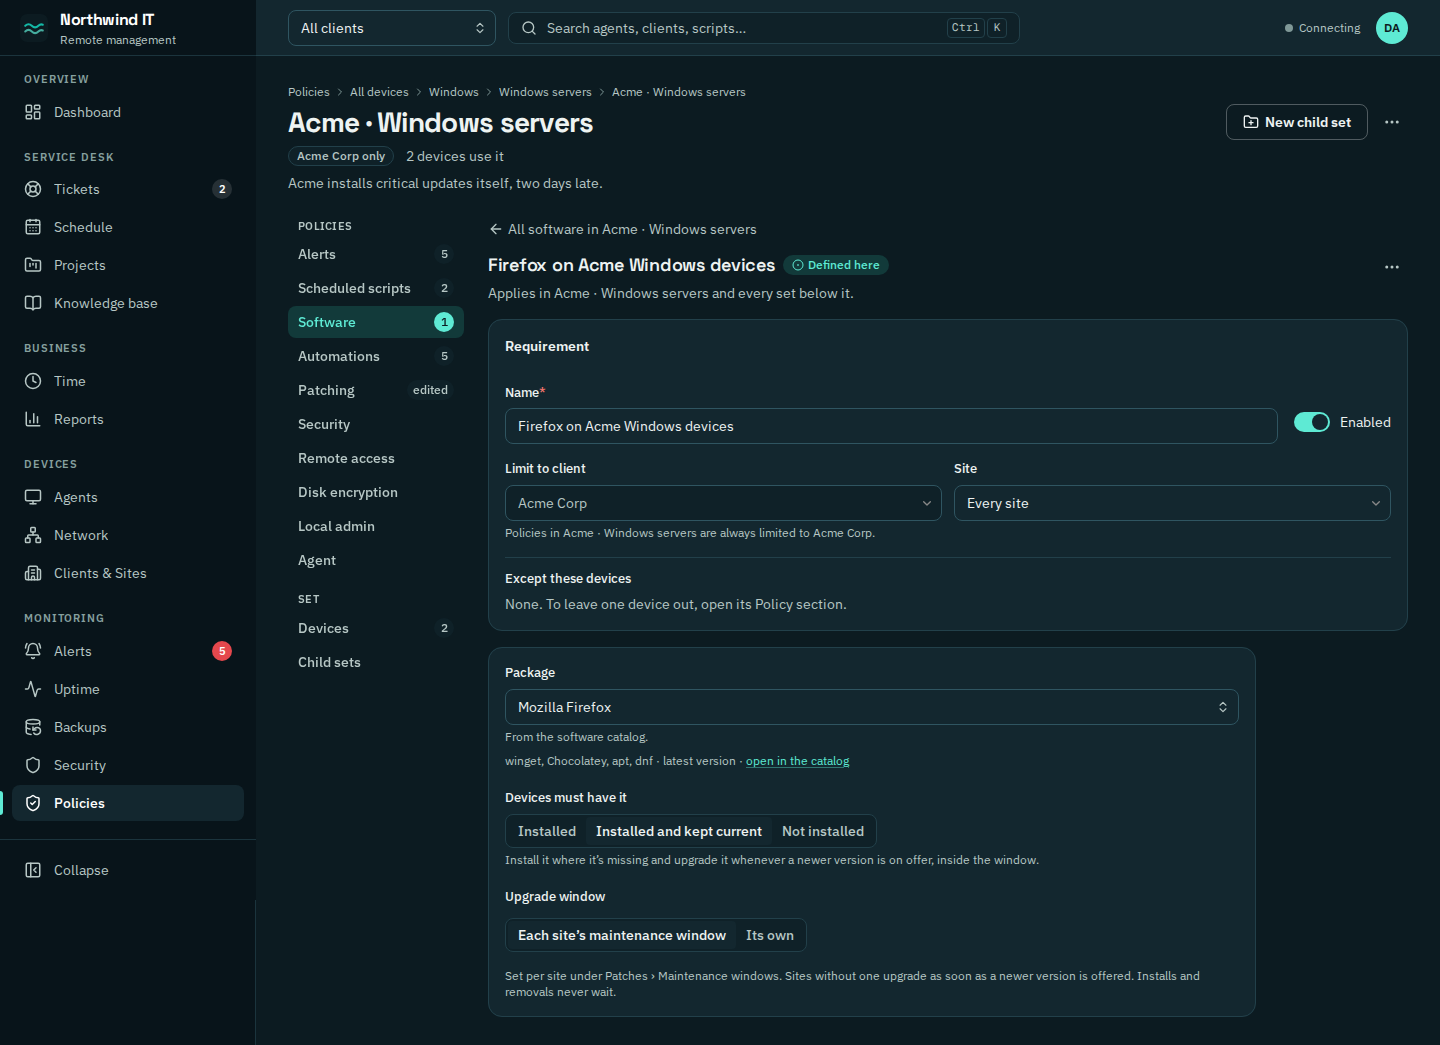 Northwind IT
Remote management
All clients
Search agents, clients, scripts...
Ctrl K
Connecting
DA
OVERVIEW
Dashboard
SERVICE DESK
Tickets 2
Schedule
Projects
Knowledge base
BUSINESS
Time
Reports
DEVICES
Agents
Network
Clients & Sites
MONITORING
Alerts 5
Uptime
Backups
Security
Policies
Collapse
Policies > All devices > Windows > Windows servers > Acme · Windows servers
Acme · Windows servers
New child set
Acme Corp only
2 devices use it
Acme installs critical updates itself, two days late.
POLICIES
Alerts 5
Scheduled scripts 2
Software 1
Automations 5
Patching edited
Security
Remote access
Disk encryption
Local admin
Agent
SET
Devices 2
Child sets
← All software in Acme · Windows servers
Firefox on Acme Windows devices
Defined here
Applies in Acme · Windows servers and every set below it.
Requirement
Name*
Firefox on Acme Windows devices
Enabled
Limit to client
Site
Acme Corp
Every site
Policies in Acme · Windows servers are always limited to Acme Corp.
Except these devices
None. To leave one device out, open its Policy section.
Package
Mozilla Firefox
From the software catalog.
winget, Chocolatey, apt, dnf · latest version · open in the catalog
Devices must have it
Installed
Installed and kept current
Not installed
Install it where it’s missing and upgrade it whenever a newer version is on offer, inside the window.
Upgrade window
Each site’s maintenance window
Its own
Set per site under Patches › Maintenance windows. Sites without one upgrade as soon as a newer version is offered. Installs and
removals never wait.